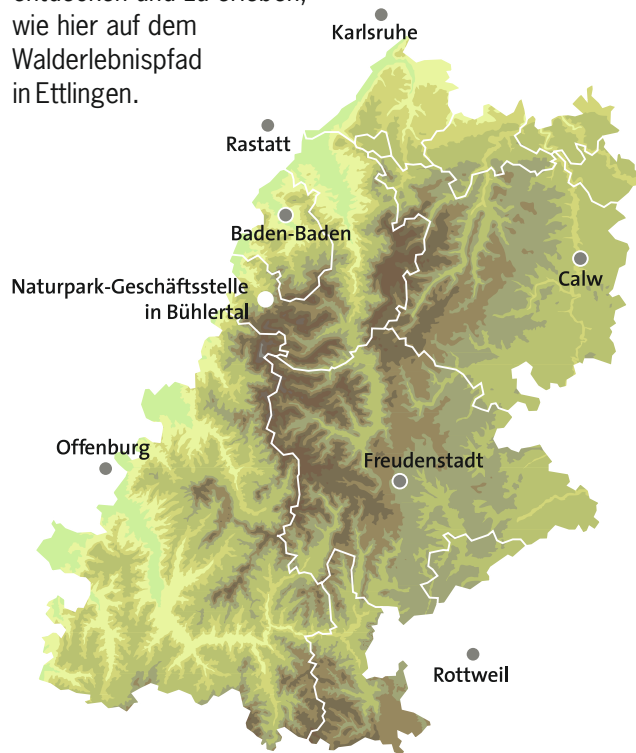 wie hier auf dem
Walderlebnispfad
in Ettlingen.
Karlsruhe
Rastatt
Baden-Baden
Naturpark-Geschäftsstelle
in Bühlertal
Calw
Offenburg
Freudenstadt
Rottweil